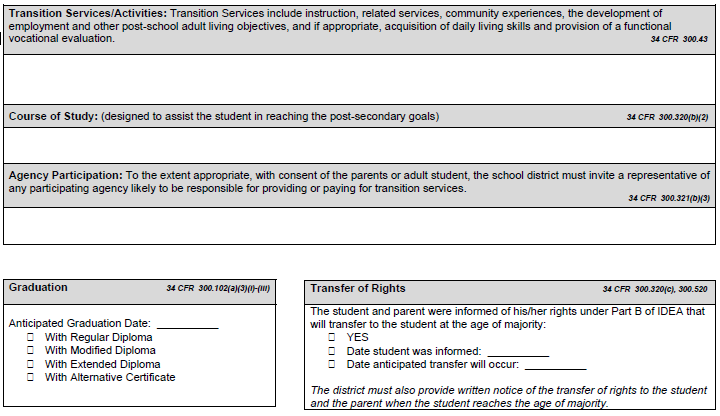 Transition Services/Activities: Transition Services include instruction, related services, community experiences, the development of
employment and other post-school adult living objectives, and if appropriate, acquisition of daily living skills and provision of a functional
vocational evaluation. 34 CFR 300.43
Course of Study: (designed to assist the student in reaching the post-secondary goals) 34 CFR 300.320(b)(2)
Agency Participation: To the extent appropriate, with consent of the parents or adult student, the school district must invite a representative of
any participating agency likely to be responsible for providing or paying for transition services.
34 CFR 300.321(b)(3)
Graduation 34 CFR 300.102(a)(3)(i)-(iii)
Anticipated Graduation Date: __________
☐ With Regular Diploma
☐ With Modified Diploma
☐ With Extended Diploma
☐ With Alternative Certificate
Transfer of Rights 34 CFR 300.320(c), 300.520
The student and parent were informed of his/her rights under Part B of IDEA that
will transfer to the student at the age of majority:
☐ YES
☐ Date student was informed: __________
☐ Date anticipated transfer will occur: __________
The district must also provide written notice of the transfer of rights to the student
and the parent when the student reaches the age of majority.